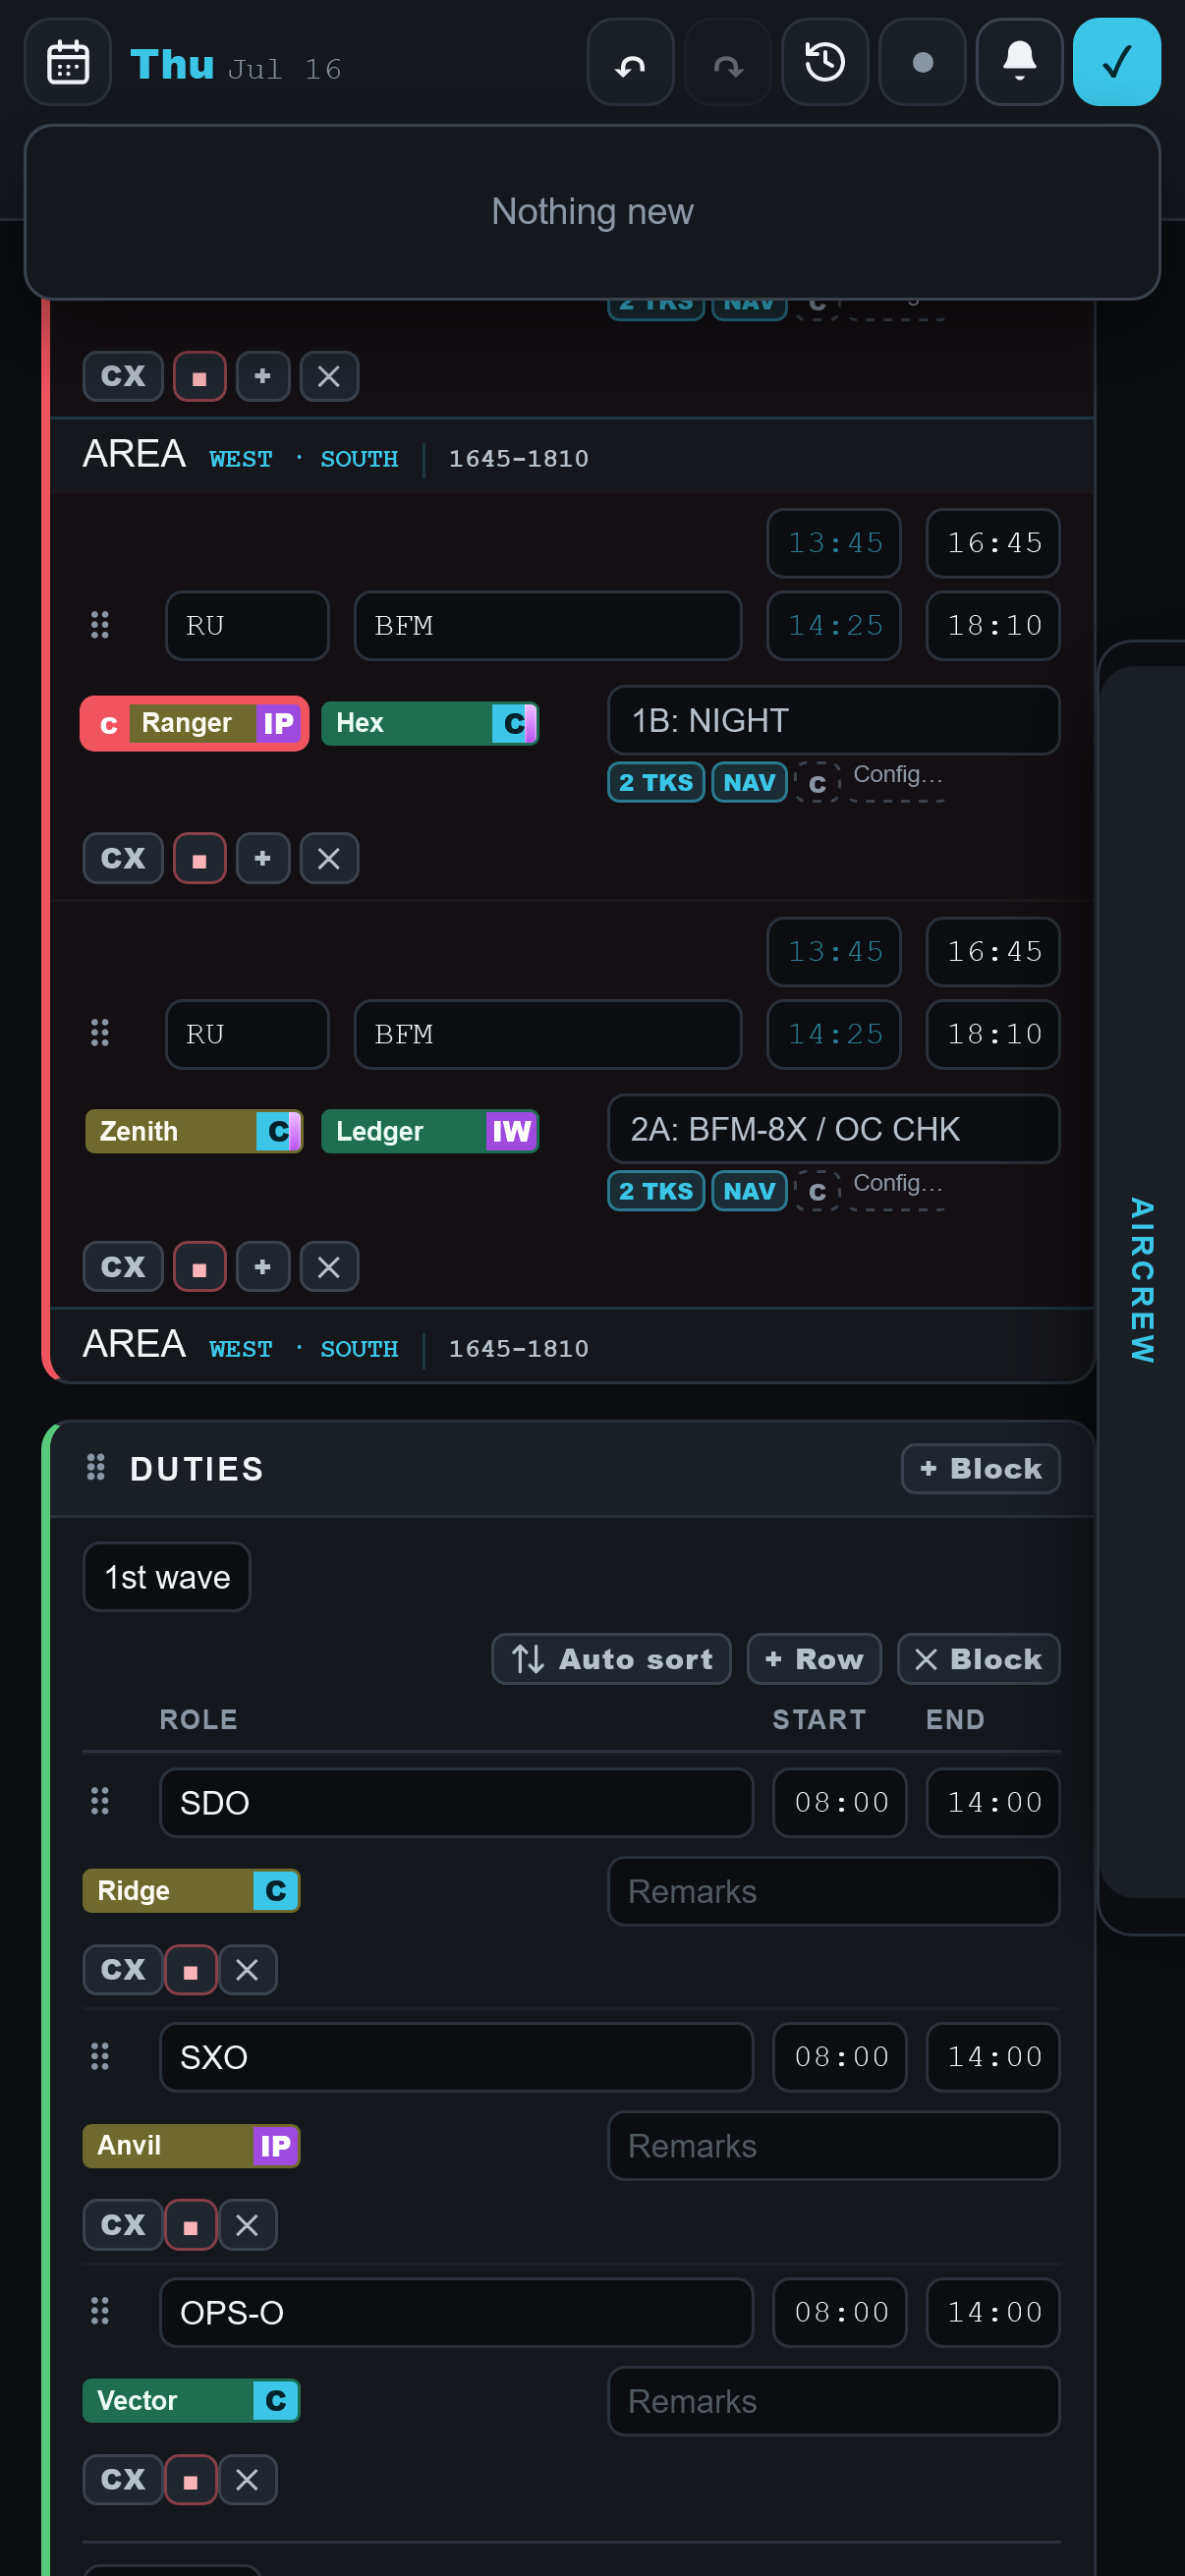 Thu Jul 16
Nothing new
2 TKS NAV C
CX +
AREA WEST · SOUTH 1645-1810
13:45 16:45
RU BFM 14:25 18:10
C Ranger IP Hex C 1B: NIGHT
2 TKS NAV C Config...
CX +
13:45 16:45
RU BFM 14:25 18:10
Zenith C Ledger IW 2A: BFM-8X / OC CHK
2 TKS NAV C Config...
CX +
AREA WEST · SOUTH 1645-1810
AIRCREW
DUTIES + Block
1st wave
Auto sort + Row × Block
ROLE START END
SDO 08:00 14:00
Ridge C Remarks
CX
SXO 08:00 14:00
Anvil IP Remarks
CX
OPS-O 08:00 14:00
Vector C Remarks
CX